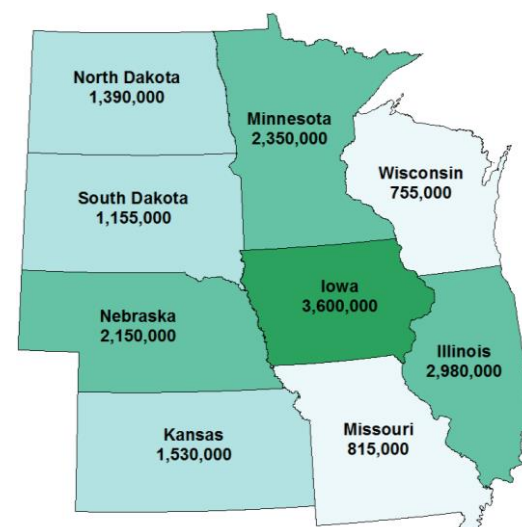 North Dakota
1,390,000
Minnesota
2,350,000
Wisconsin
755,000
South Dakota
1,155,000
Iowa
3,600,000
Nebraska
2,150,000
Illinois
2,980,000
Kansas
1,530,000
Missouri
815,000